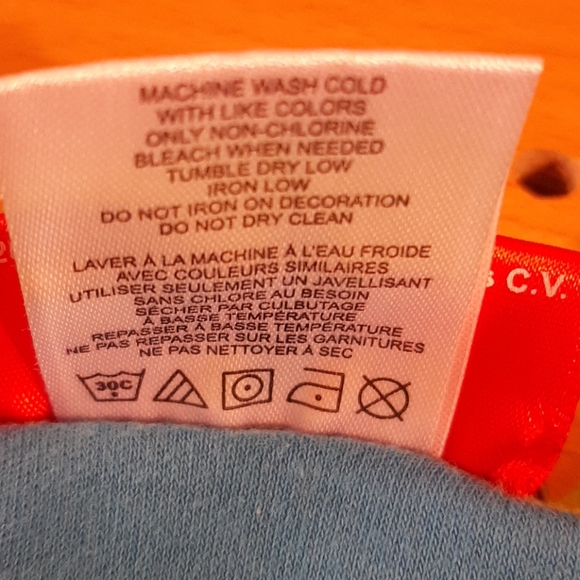 MACHINE WASH COLD
WITH LIKE COLORS
ONLY NON-CHLORINE
BLEACH WHEN NEEDED
TUMBLE DRY LOW
IRON LOW
DO NOT IRON ON DECORATION
DO NOT DRY CLEAN
LAVER À LA MACHINE À L'EAU FROIDE
AVEC COULEURS SIMILAIRES
UTILISER SEULEMENT UN JAVELLISANT
SANS CHLORE AU BESOIN
SÉCHER PAR CULBUTAGE
À BASSE TEMPÉRATURE
REPASSER À BASSE TEMPÉRATURE
NE PAS REPASSER SUR LES GARNITURES
NE PAS NETTOYER À SEC
30C
C.V.